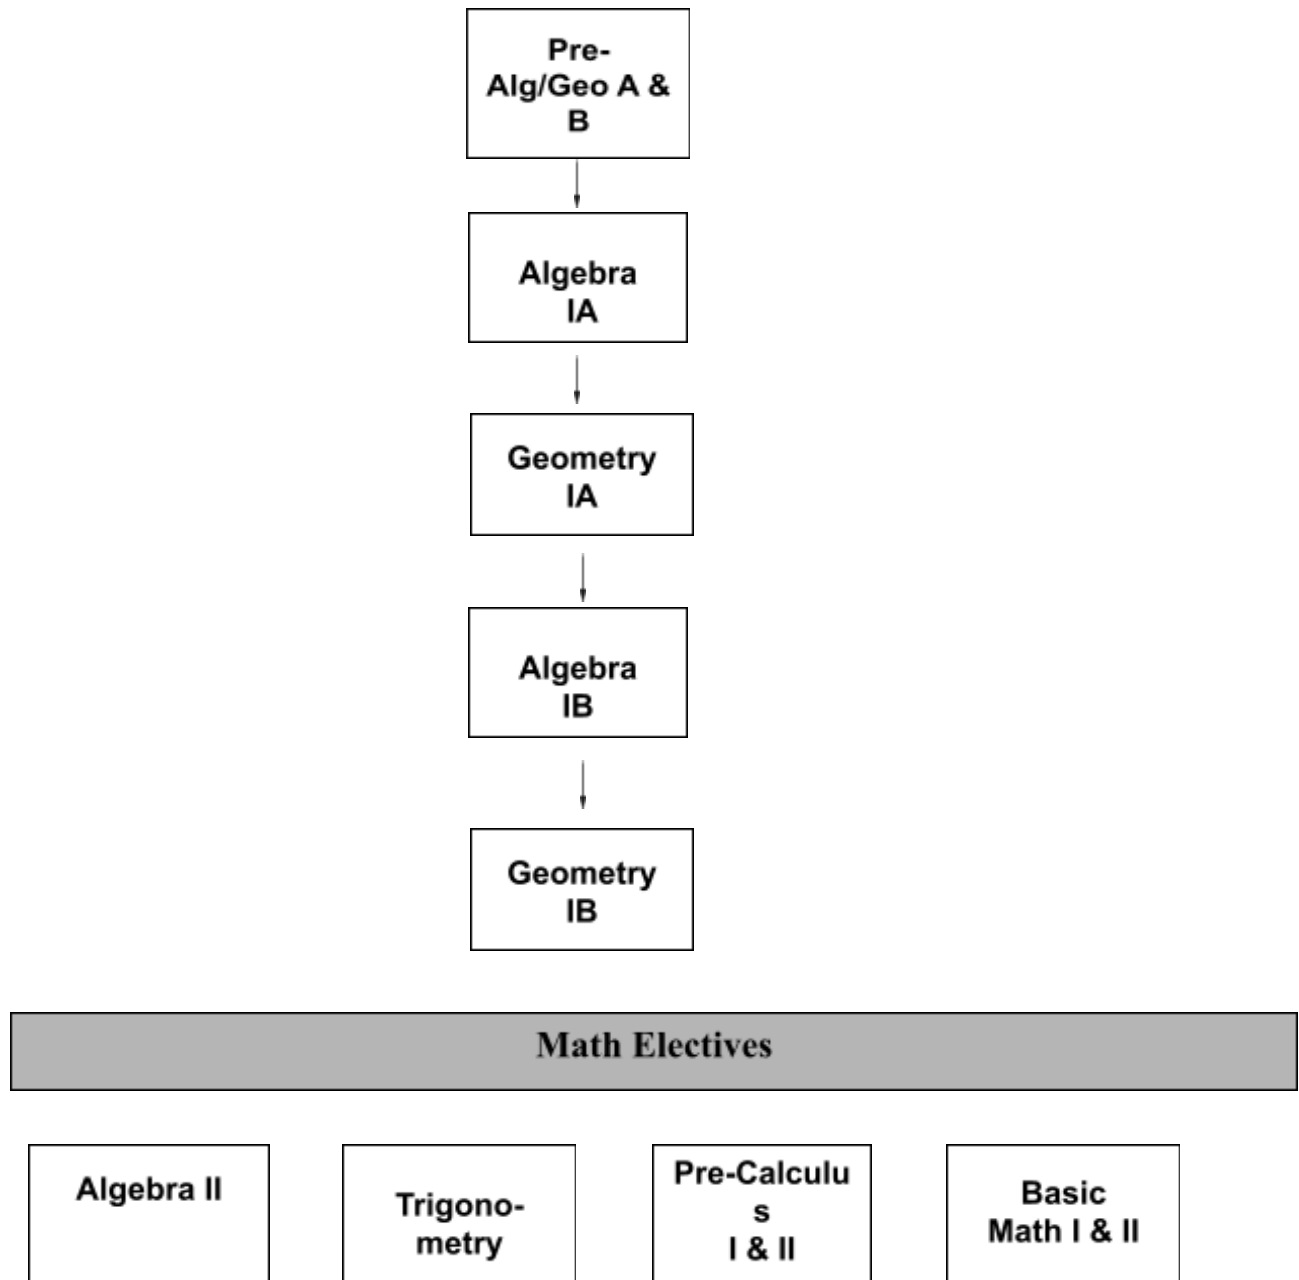 Pre-
Alg/Geo A &
B
Algebra
IA
Geometry
IA
Algebra
IB
Geometry
IB
Math Electives
Algebra II
Trigono-
metry
Pre-Calculu
s
I & II
Basic
Math I & II